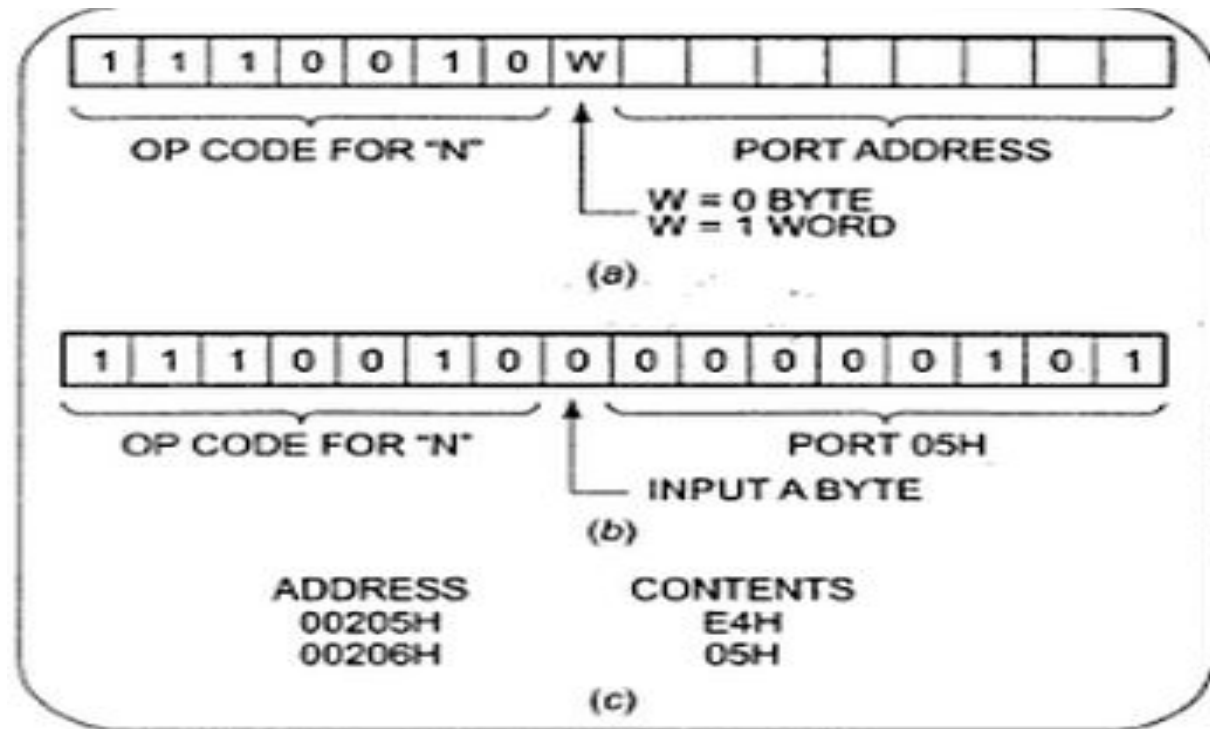 1 1 1 0 0 1 0 W
OP CODE FOR "N" PORT ADDRESS
W = 0 BYTE
W = 1 WORD
(a)
1 1 1 0 0 1 0 0 0 0 0 0 0 1 0 1
OP CODE FOR "N" PORT 05H
INPUT A BYTE
(b)
ADDRESS CONTENTS
00205H E4H
00206H 05H
(c)